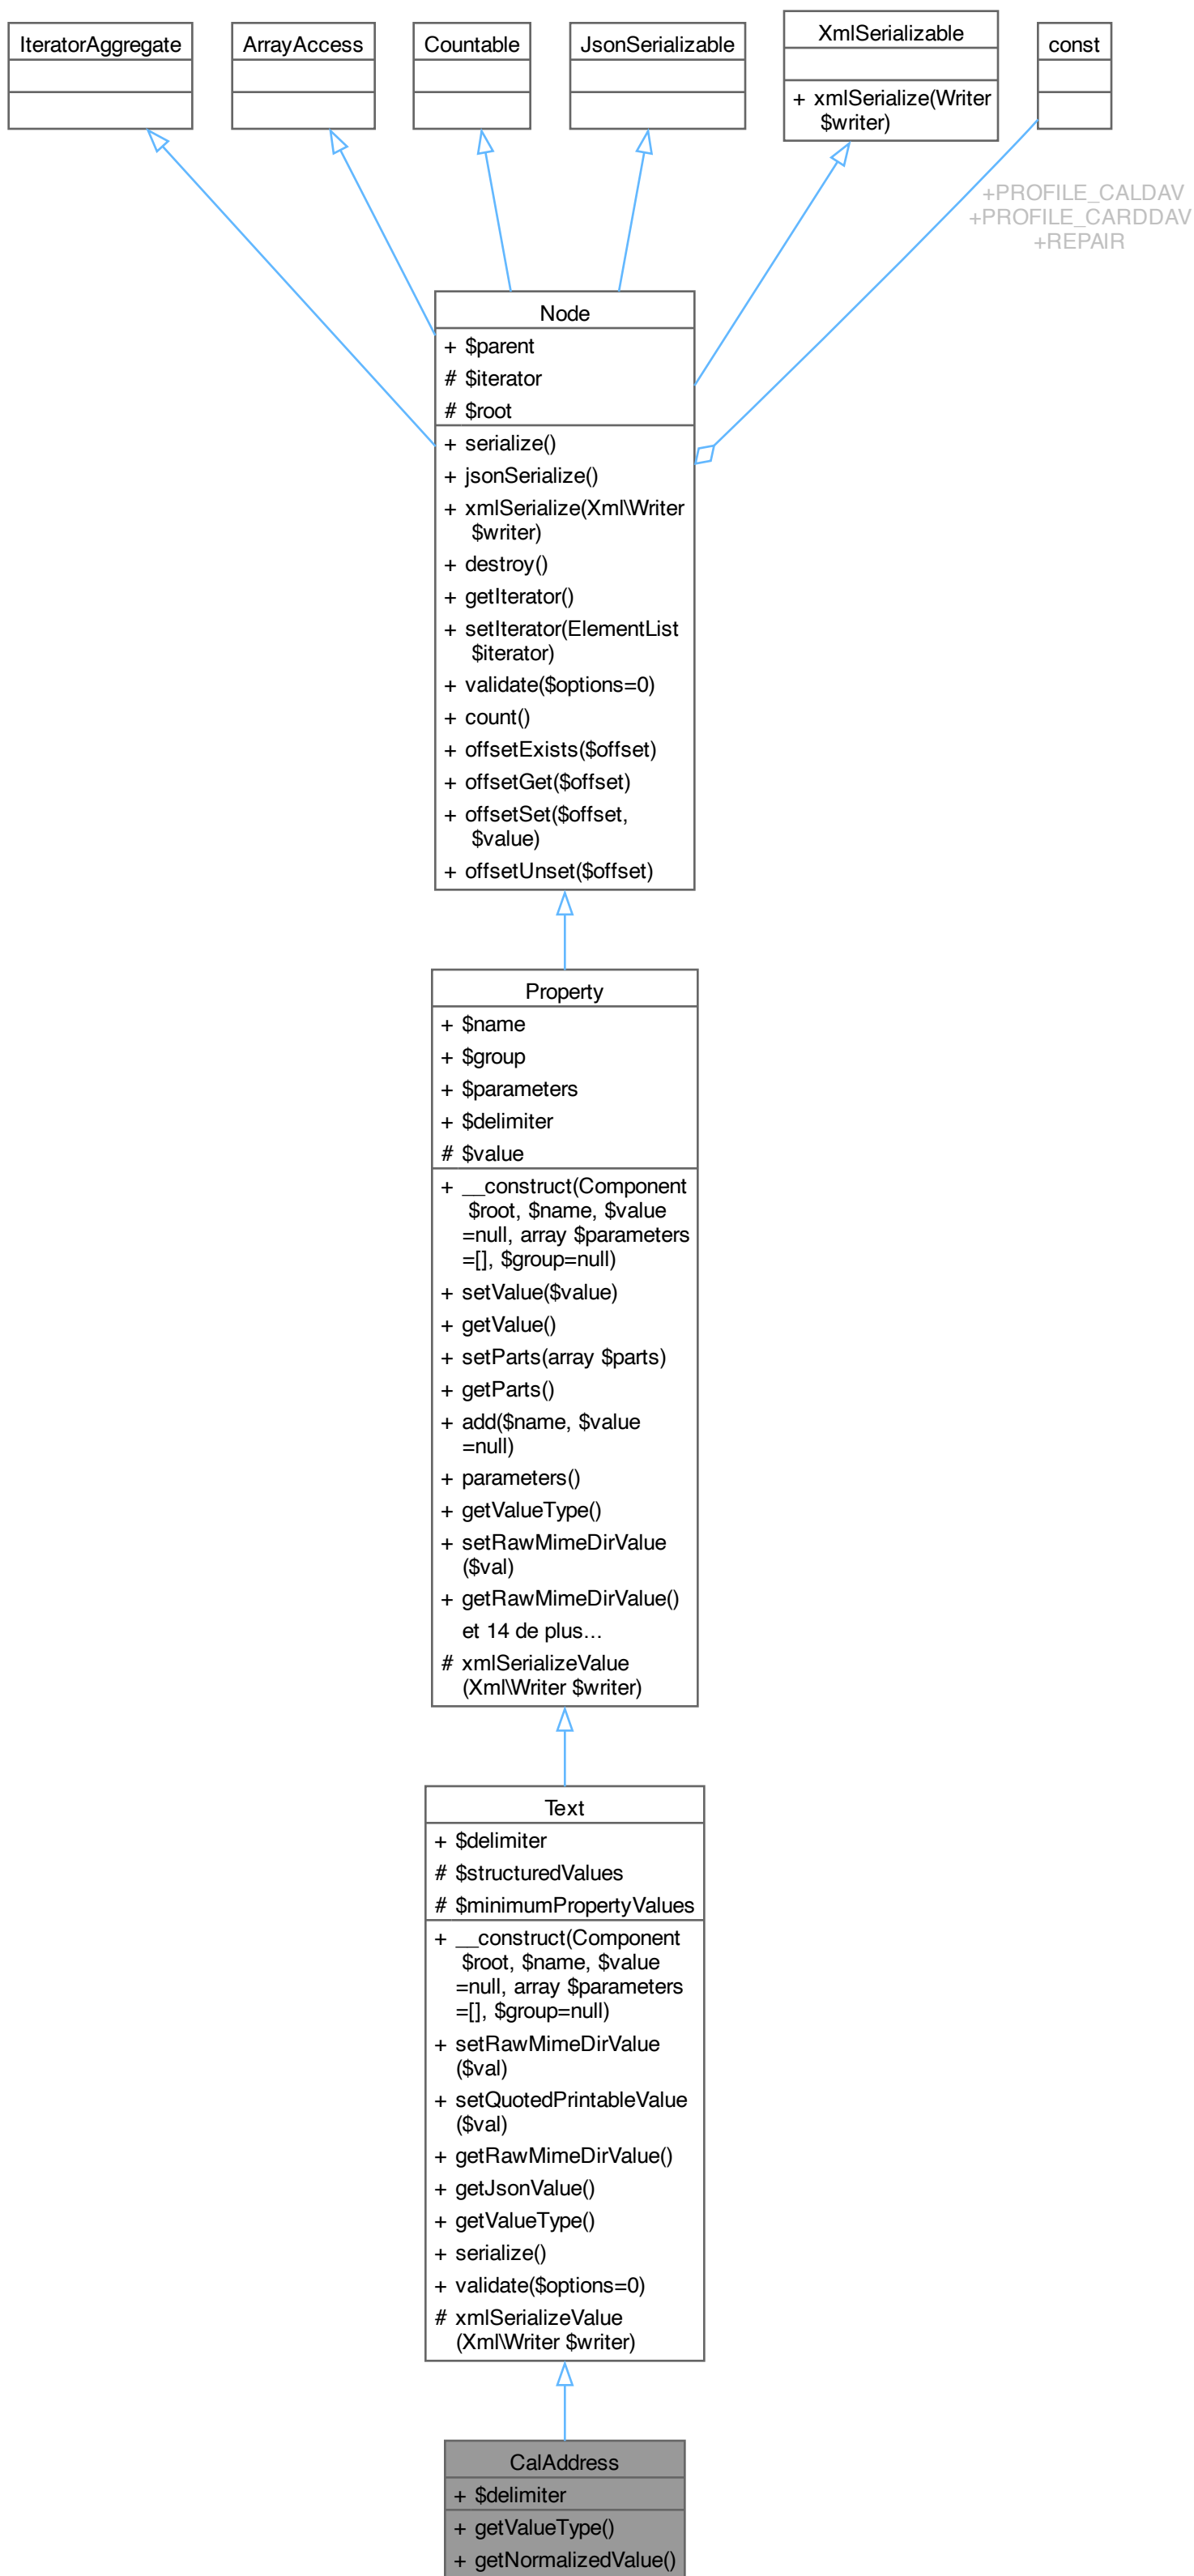 IteratorAggregate
ArrayAccess
Countable
JsonSerializable
XmlSerializable
+ xmlSerialize(Writer
$writer)
const
+PROFILE_CALDAV
+PROFILE_CARDDAV
+REPAIR
Node
+ $parent
# $iterator
# $root
+ serialize()
+ jsonSerialize()
+ xmlSerialize(Xml\Writer
$writer)
+ destroy()
+ getIterator()
+ setIterator(ElementList
$iterator)
+ validate($options=0)
+ count()
+ offsetExists($offset)
+ offsetGet($offset)
+ offsetSet($offset,
$value)
+ offsetUnset($offset)
Property
+ $name
+ $group
+ $parameters
+ $delimiter
# $value
+ __construct(Component
$root, $name, $value
=null, array $parameters
=[], $group=null)
+ setValue($value)
+ getValue()
+ setParts(array $parts)
+ getParts()
+ add($name, $value
=null)
+ parameters()
+ getValueType()
+ setRawMimeDirValue
($val)
+ getRawMimeDirValue()
et 14 de plus...
# xmlSerializeValue
(Xml\Writer $writer)
Text
+ $delimiter
# $structuredValues
# $minimumPropertyValues
+ __construct(Component
$root, $name, $value
=null, array $parameters
=[], $group=null)
+ setRawMimeDirValue
($val)
+ setQuotedPrintableValue
($val)
+ getRawMimeDirValue()
+ getJsonValue()
+ getValueType()
+ serialize()
+ validate($options=0)
# xmlSerializeValue
(Xml\Writer $writer)
CalAddress
+ $delimiter
+ getValueType()
+ getNormalizedValue()